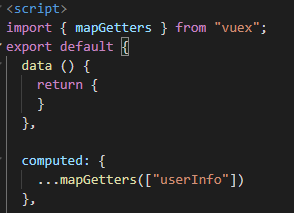 <script>
import { mapGetters } from "vuex";
export default {
  data () {
    return {
    }
  },

  computed: {
    ...mapGetters(["userInfo"])
  },